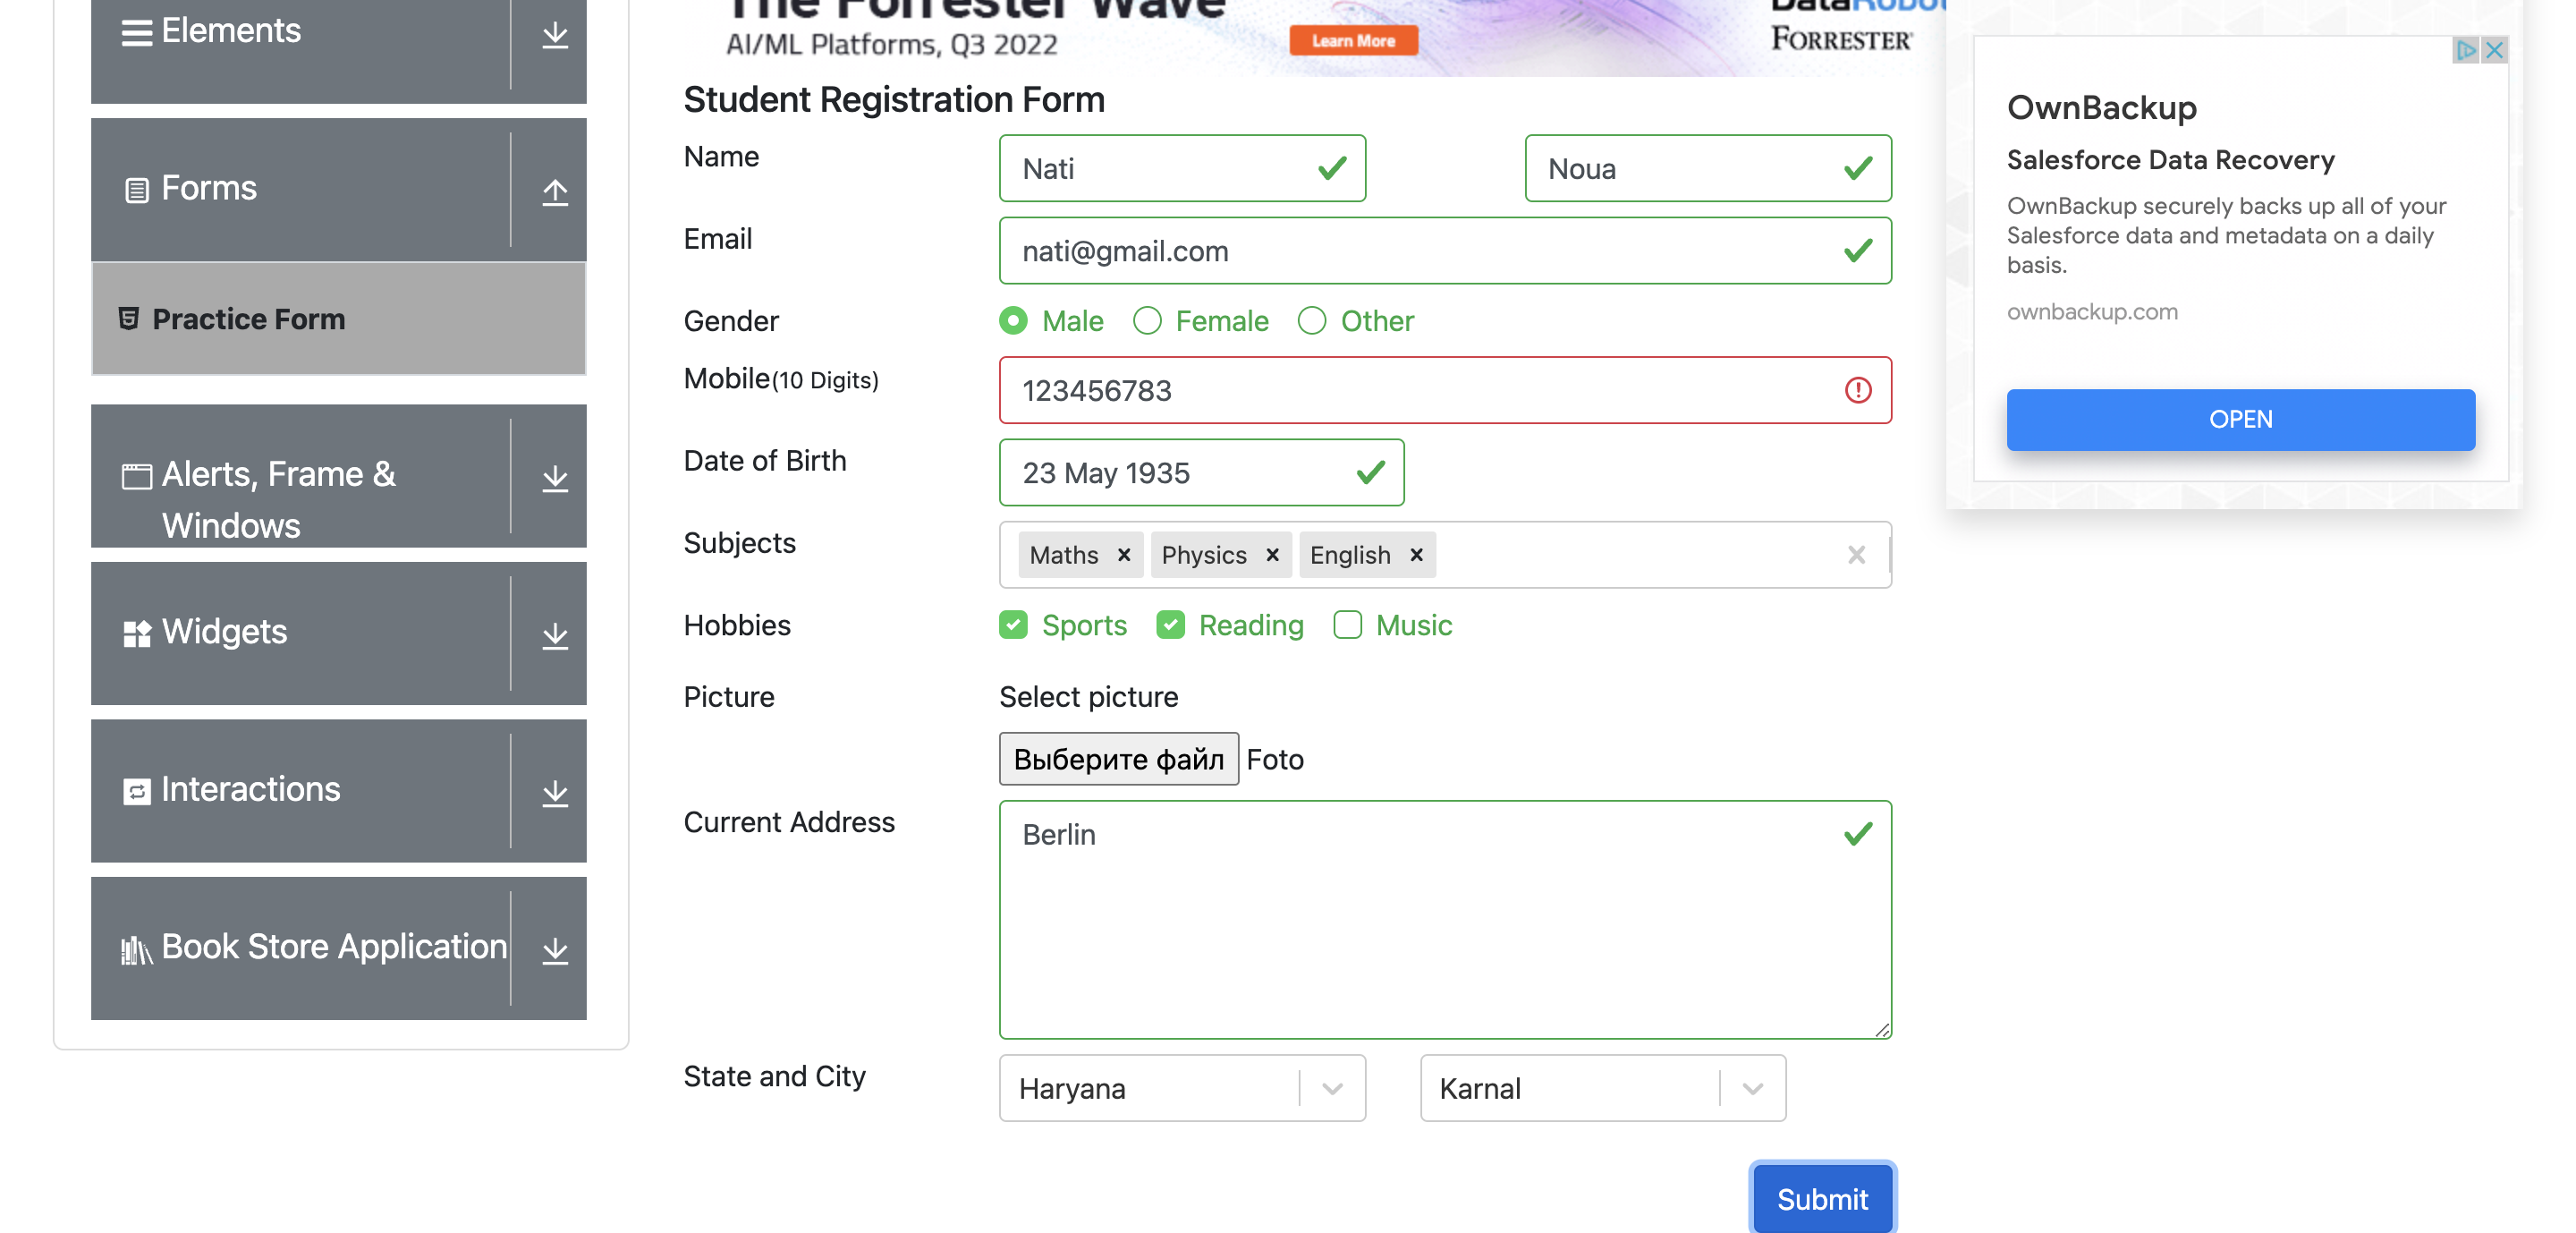 Elements
Forms
Practice Form
Alerts, Frame &
Windows
Widgets
Interactions
Book Store Application
The Forrester Wave
AI/ML Platforms, Q3 2022
Learn More
DataRobot
FORRESTER
Student Registration Form
Name
Nati
Noua
Email
nati@gmail.com
Gender
Male
Female
Other
Mobile(10 Digits)
123456783
Date of Birth
23 May 1935
Subjects
Maths
Physics
English
Hobbies
Sports
Reading
Music
Picture
Select picture
Выберите файл Foto
Current Address
Berlin
State and City
Haryana
Karnal
Submit
OwnBackup
Salesforce Data Recovery
OwnBackup securely backs up all of your
Salesforce data and metadata on a daily
basis.
ownbackup.com
OPEN